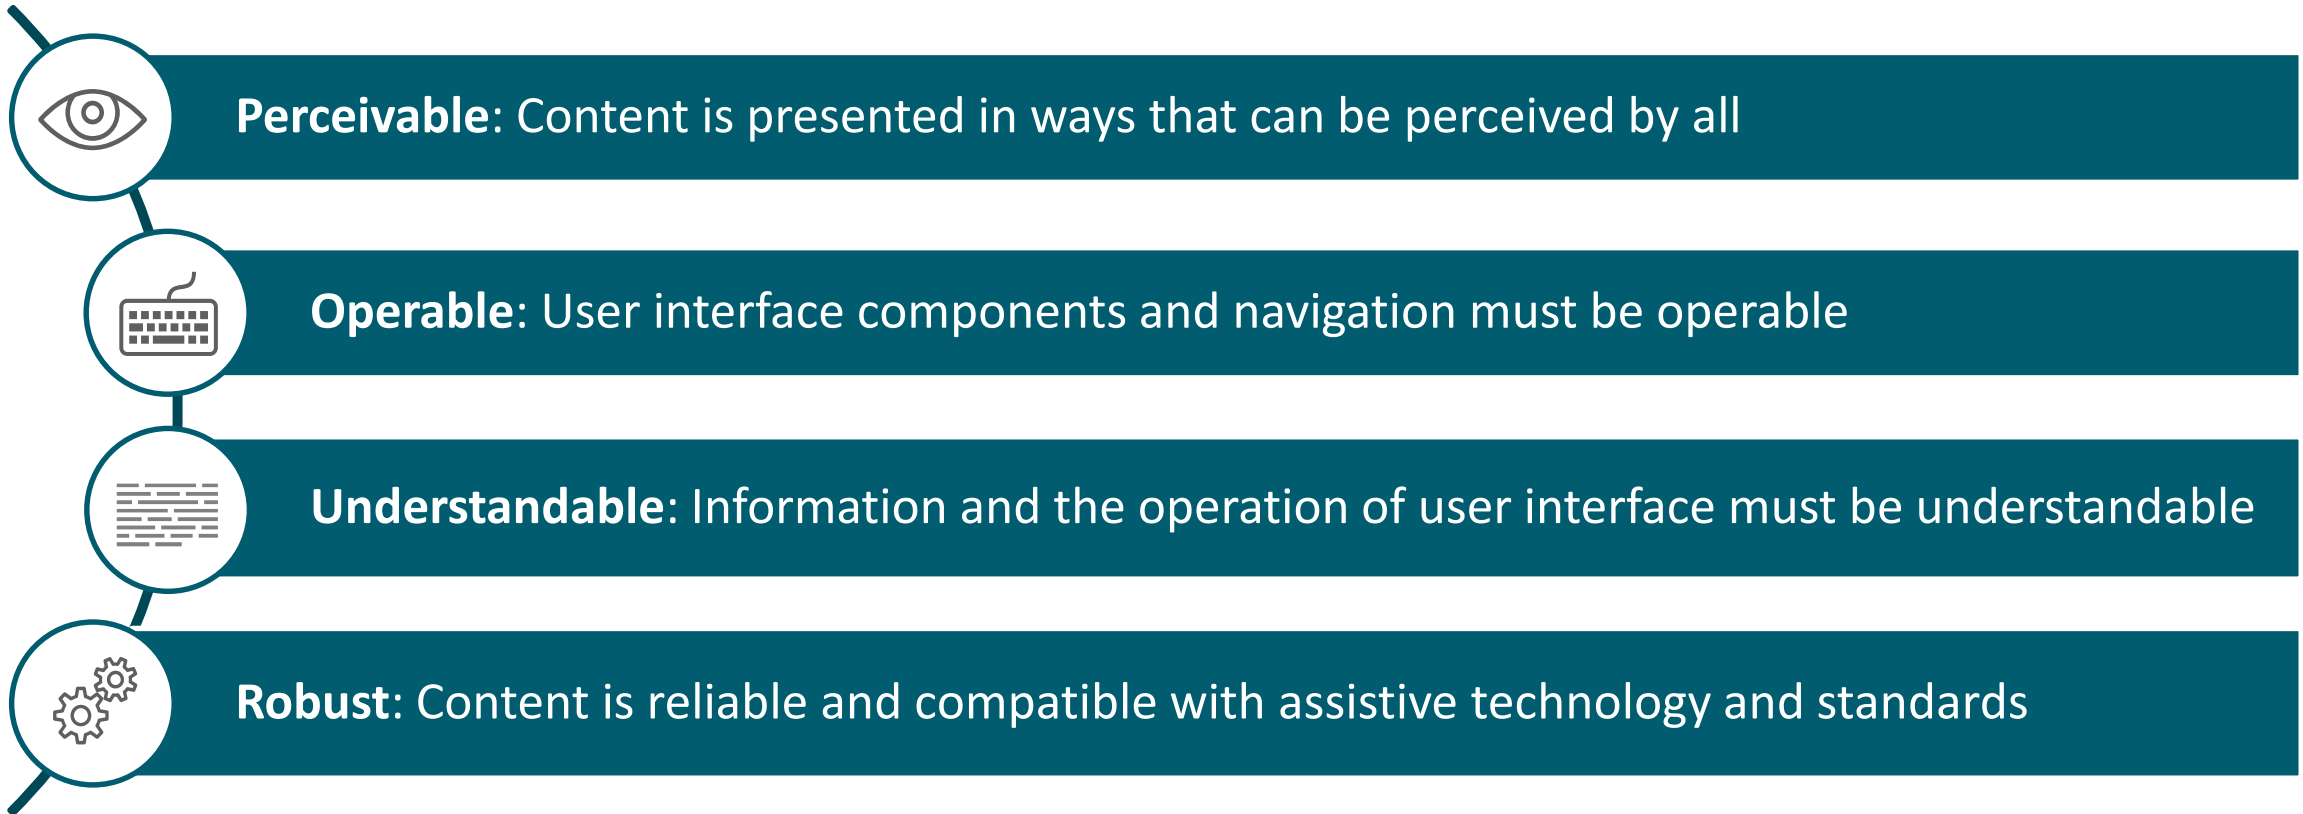 Perceivable: Content is presented in ways that can be perceived by all
Operable: User interface components and navigation must be operable
Understandable: Information and the operation of user interface must be understandable
Robust: Content is reliable and compatible with assistive technology and standards